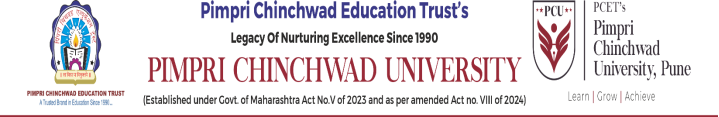 Pimpri Chinchwad Education Trust's
Legacy Of Nurturing Excellence Since 1990
PIMPRI CHINCHWAD UNIVERSITY
(Established under Govt. of Maharashtra Act No.V of 2023 and as per amended Act no. VIII of 2024)
PIMPRI CHINCHWAD EDUCATION TRUST
A Trusted Brand in Education Since 1990...
PCU
PCET's
Pimpri
Chinchwad
University, Pune
Learn | Grow | Achieve